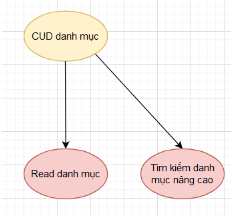 CUD danh mục
Read danh mục
Tìm kiếm danh
mục nâng cao